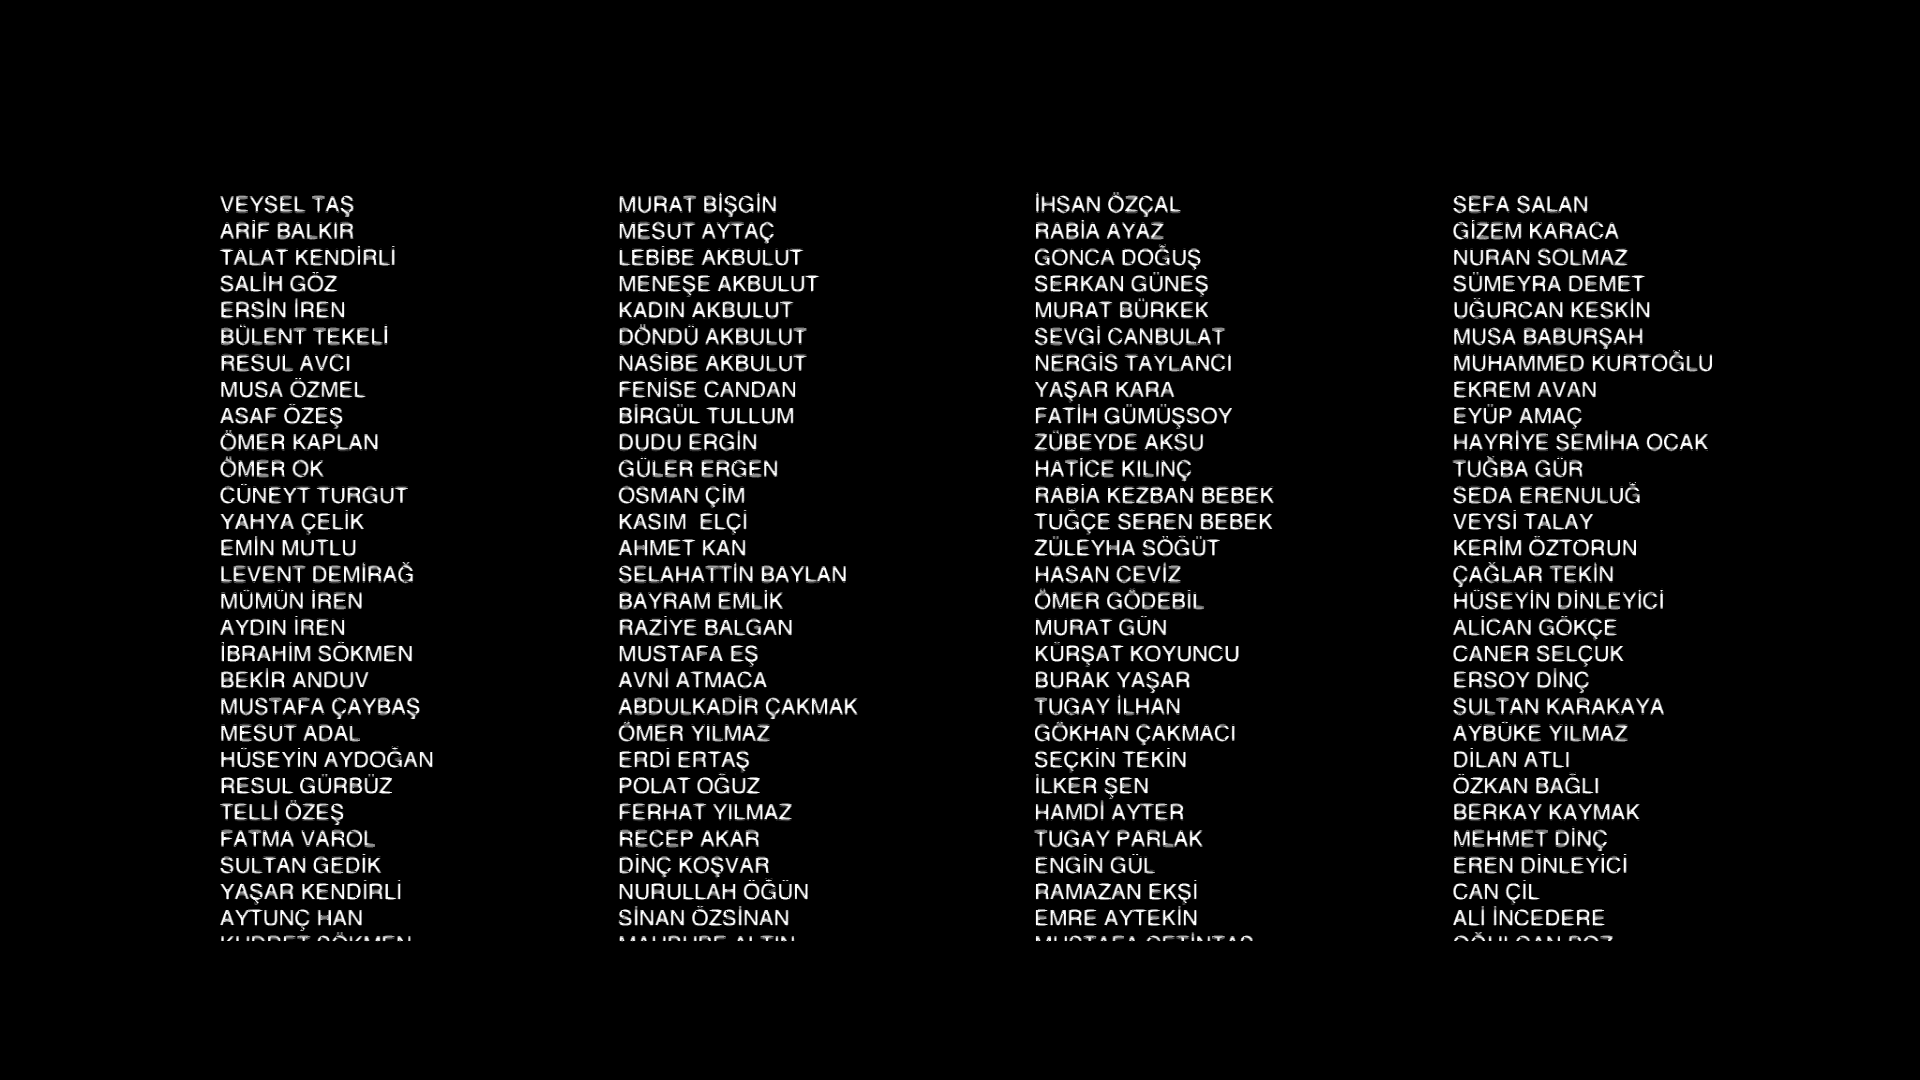 VEYSEL TAŞ
ARİF BALKIR
TALAT KENDİRLİ
SALİH GÖZ
ERSİN İREN
BÜLENT TEKELİ
RESUL AVCI
MUSA ÖZMEL
ASAF ÖZEŞ
ÖMER KAPLAN
ÖMER OK
CÜNEYT TURGUT
YAHYA ÇELİK
EMİN MUTLU
LEVENT DEMİRAĞ
MÜMÜN İREN
AYDIN İREN
İBRAHİM SÖKMEN
BEKİR ANDUV
MUSTAFA ÇAYBAŞ
MESUT ADAL
HÜSEYİN AYDOĞAN
RESUL GÜRBÜZ
TELLİ ÖZEŞ
FATMA VAROL
SULTAN GEDİK
YAŞAR KENDİRLİ
AYTUNÇ HAN
MURAT BİŞGİN
MESUT AYTAÇ
LEBİBE AKBULUT
MENEŞE AKBULUT
KADIN AKBULUT
DÖNDÜ AKBULUT
NASİBE AKBULUT
FENİSE CANDAN
BİRGÜL TULLUM
DUDU ERGİN
GÜLER ERGEN
OSMAN ÇİM
KASIM  ELÇİ
AHMET KAN
SELAHATTİN BAYLAN
BAYRAM EMLİK
RAZİYE BALGAN
MUSTAFA EŞ
AVNİ ATMACA
ABDULKADİR ÇAKMAK
ÖMER YILMAZ
ERDİ ERTAŞ
POLAT OĞUZ
FERHAT YILMAZ
RECEP AKAR
DİNÇ KOŞVAR
NURULLAH ÖĞÜN
SİNAN ÖZSİNAN
İHSAN ÖZÇAL
RABİA AYAZ
GONCA DOĞUŞ
SERKAN GÜNEŞ
MURAT BÜRKEK
SEVGİ CANBULAT
NERGİS TAYLANCI
YAŞAR KARA
FATİH GÜMÜŞSOY
ZÜBEYDE AKSU
HATİCE KILINÇ
RABİA KEZBAN BEBEK
TUĞÇE SEREN BEBEK
ZÜLEYHA SÖĞÜT
HASAN CEVİZ
ÖMER GÖDEBİL
MURAT GÜN
KÜRŞAT KOYUNCU
BURAK YAŞAR
TUGAY İLHAN
GÖKHAN ÇAKMACI
SEÇKİN TEKİN
İLKER ŞEN
HAMDİ AYTER
TUGAY PARLAK
ENGİN GÜL
RAMAZAN EKŞİ
EMRE AYTEKİN
SEFA SALAN
GİZEM KARACA
NURAN SOLMAZ
SÜMEYRA DEMET
UĞURCAN KESKİN
MUSA BABURŞAH
MUHAMMED KURTOĞLU
EKREM AVAN
EYÜP AMAÇ
HAYRİYE SEMİHA OCAK
TUĞBA GÜR
SEDA ERENULUĞ
VEYSİ TALAY
KERİM ÖZTORUN
ÇAĞLAR TEKİN
HÜSEYİN DİNLEYİCİ
ALİCAN GÖKÇE
CANER SELÇUK
ERSOY DİNÇ
SULTAN KARAKAYA
AYBÜKE YILMAZ
DİLAN ATLI
ÖZKAN BAĞLI
BERKAY KAYMAK
MEHMET DİNÇ
EREN DİNLEYİCİ
CAN ÇİL
ALİ İNCEDERE